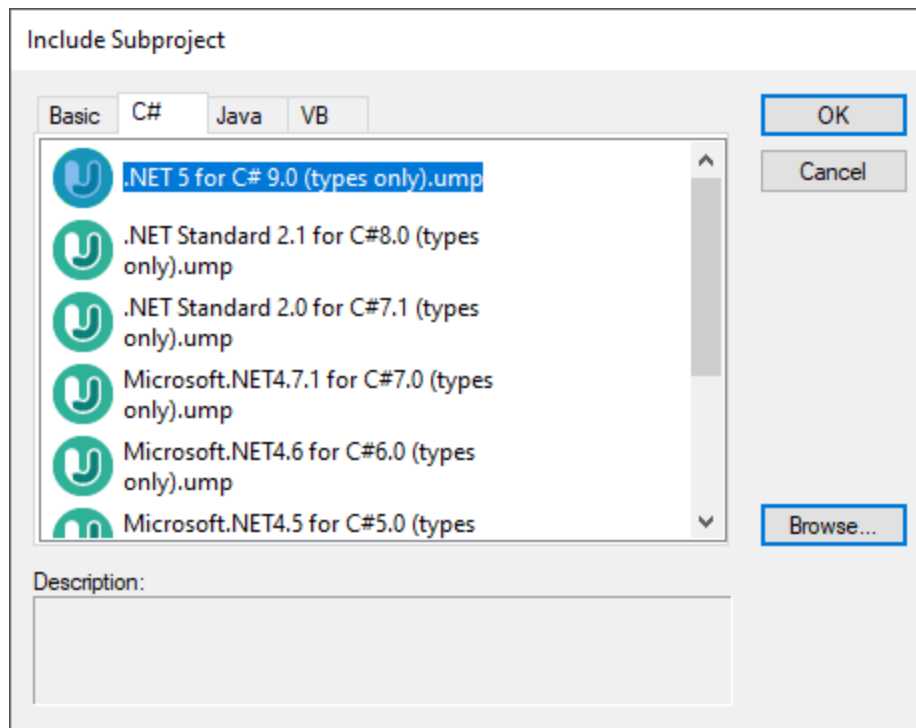 Include Subproject
Basic C# Java VB
OK
Cancel
.NET 5 for C# 9.0 (types only).ump
.NET Standard 2.1 for C#8.0 (types
only).ump
.NET Standard 2.0 for C#7.1 (types
only).ump
Microsoft.NET4.7.1 for C#7.0 (types
only).ump
Microsoft.NET4.6 for C#6.0 (types
only).ump
Microsoft.NET4.5 for C#5.0 (types
Browse...
Description: